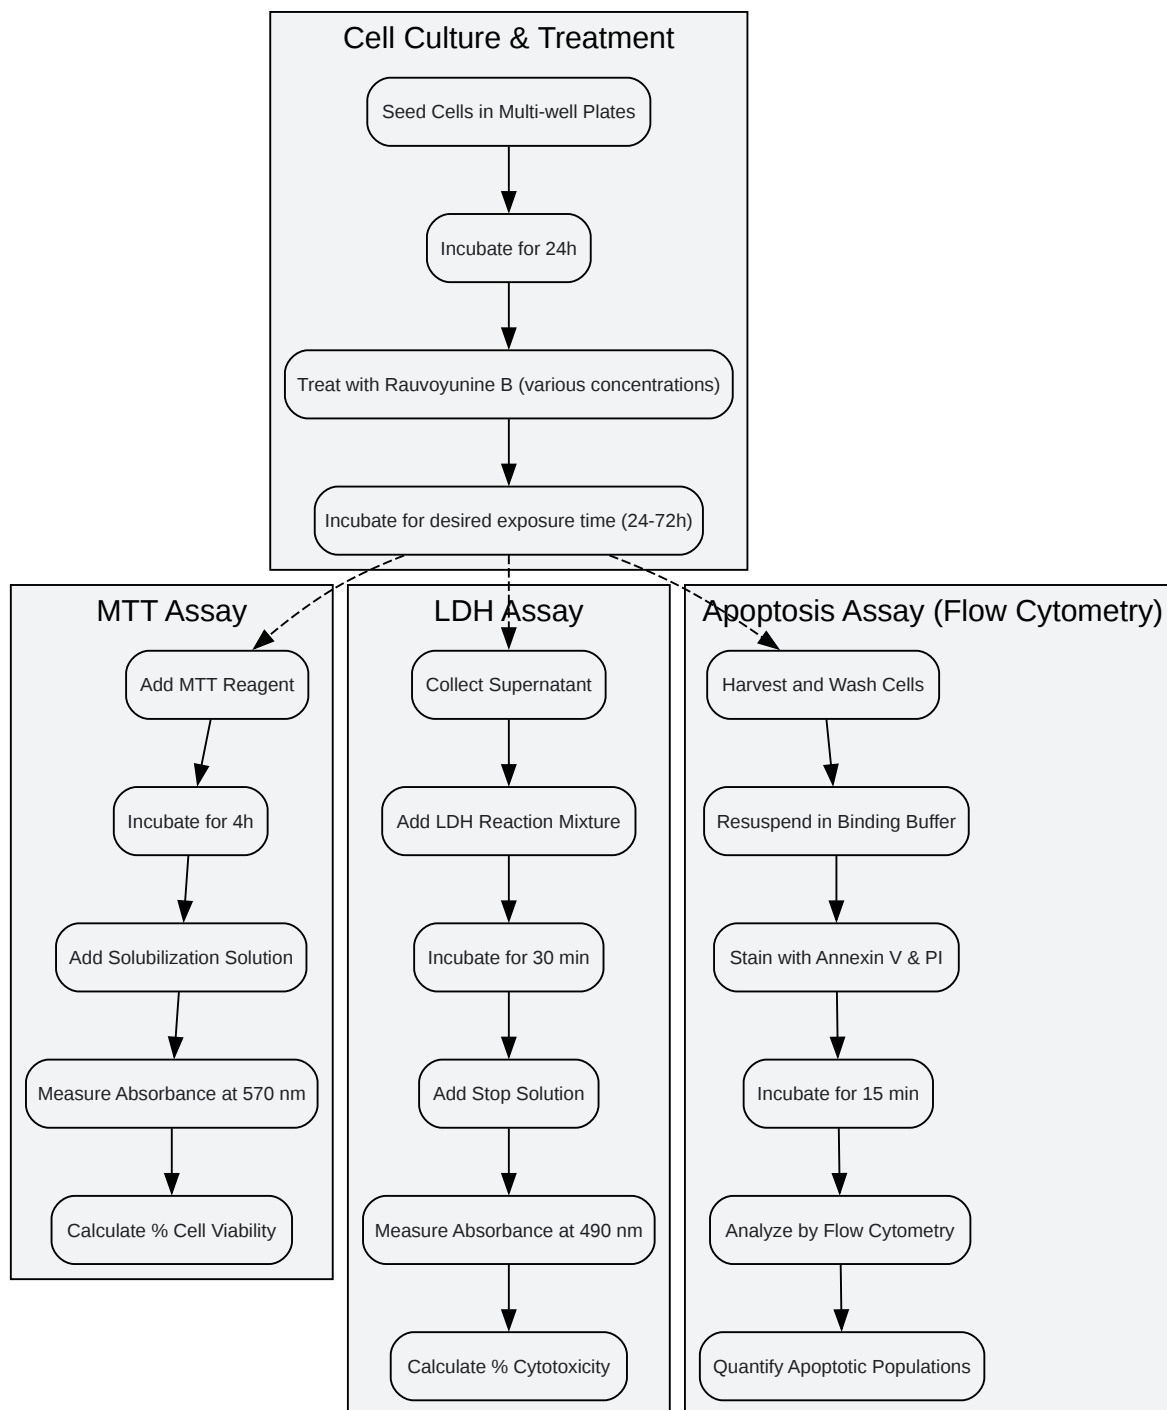 Cell Culture & Treatment
Seed Cells in Multi-well Plates
Incubate for 24h
Treat with Rauvoyunine B (various concentrations)
Incubate for desired exposure time (24-72h)
MTT Assay
Add MTT Reagent
Incubate for 4h
Add Solubilization Solution
Measure Absorbance at 570 nm
Calculate % Cell Viability
LDH Assay
Collect Supernatant
Add LDH Reaction Mixture
Incubate for 30 min
Add Stop Solution
Measure Absorbance at 490 nm
Calculate % Cytotoxicity
Apoptosis Assay (Flow Cytometry)
Harvest and Wash Cells
Resuspend in Binding Buffer
Stain with Annexin V & PI
Incubate for 15 min
Analyze by Flow Cytometry
Quantify Apoptotic Populations